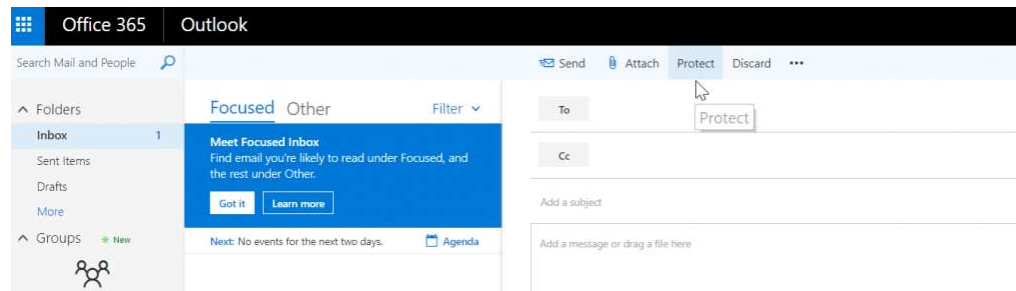 Office 365 Outlook
Search Mail and People
Send Attach Protect Discard •••
Protect
Folders
Inbox 1
Sent Items
Drafts
More
Groups ✳ New
Focused Other Filter
Meet Focused Inbox
Find email you're likely to read under Focused, and
the rest under Other.
Got it Learn more
Next: No events for the next two days. Agenda
To
Cc
Add a subject
Add a message or drag a file here